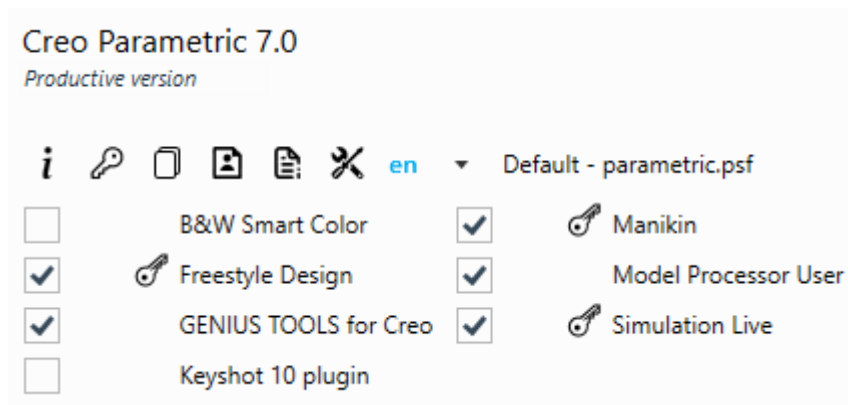 Creo Parametric 7.0
Productive version
en Default - parametric.psf
B&W Smart Color Manikin
Freestyle Design Model Processor User
GENIUS TOOLS for Creo Simulation Live
Keyshot 10 plugin